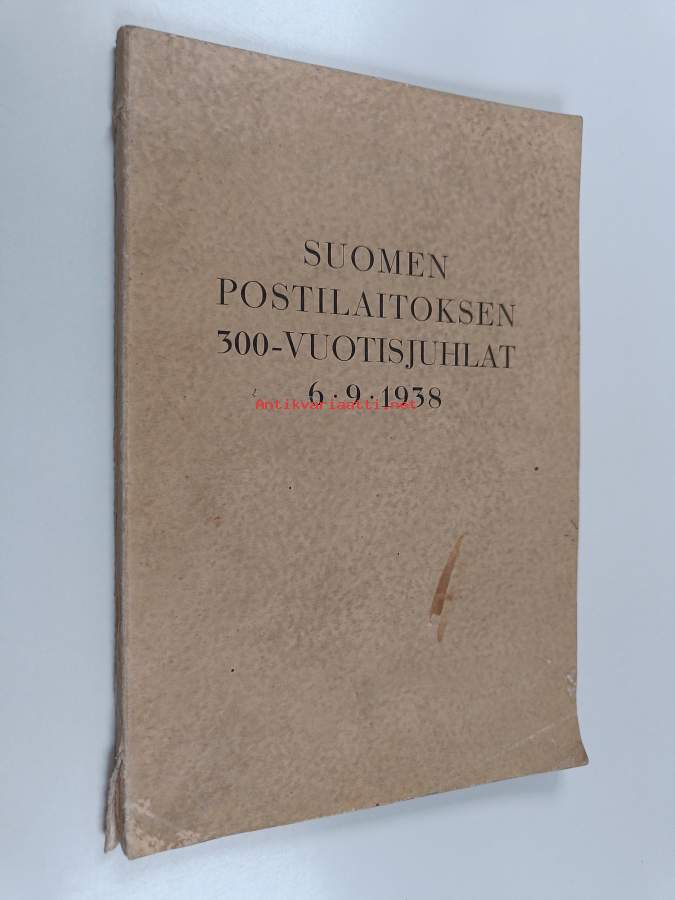 SUOMEN
POSTILAITOKSEN
300-VUOTISJUHLAT
6·9·1938
Antikvariaatti.net